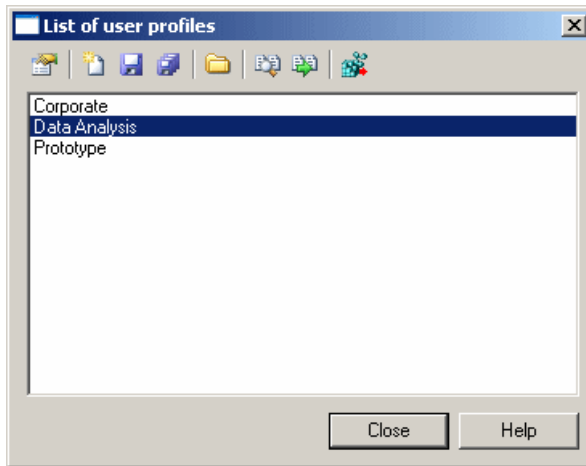 List of user profiles
Corporate
Data Analysis
Prototype
Close
Help